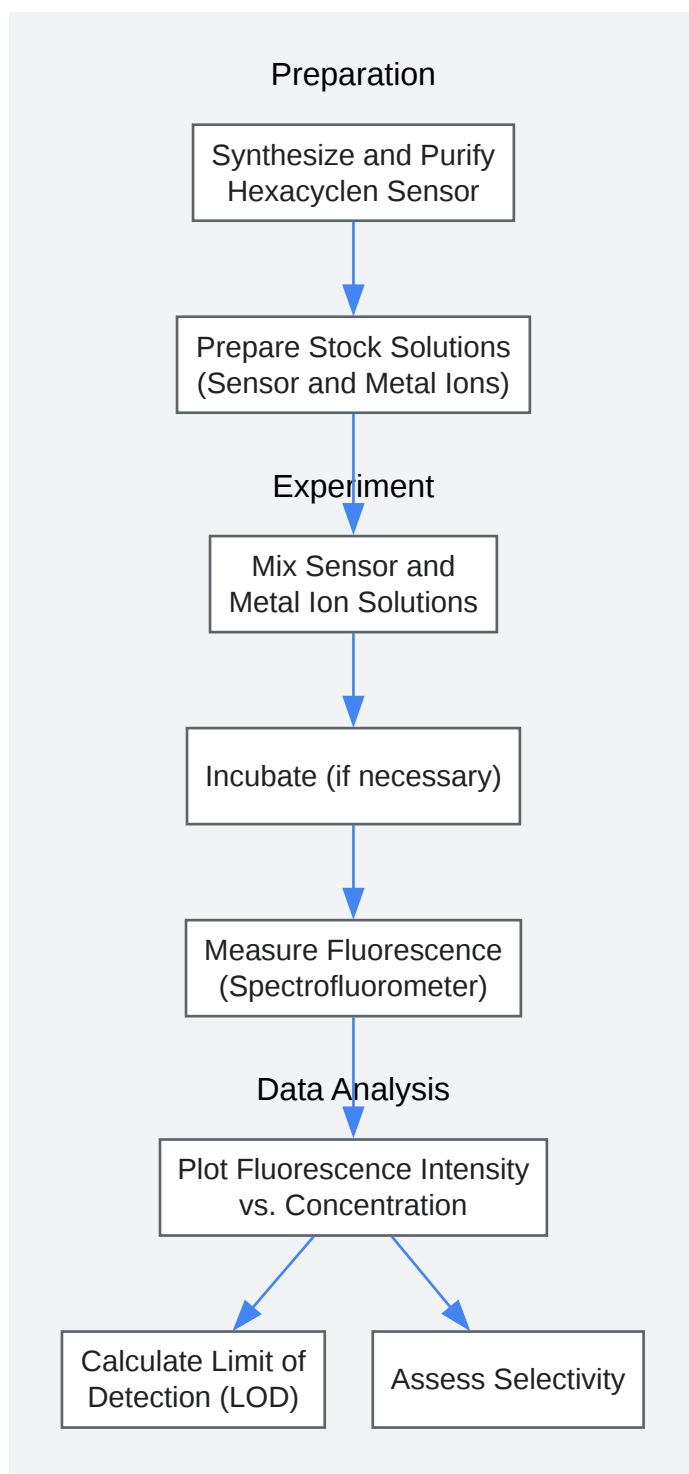 Preparation
Synthesize and Purify
Hexacyclen Sensor
Prepare Stock Solutions
(Sensor and Metal Ions)
Experiment
Mix Sensor and
Metal Ion Solutions
Incubate (if necessary)
Measure Fluorescence
(Spectrofluorometer)
Data Analysis
Plot Fluorescence Intensity
vs. Concentration
Calculate Limit of
Detection (LOD)
Assess Selectivity